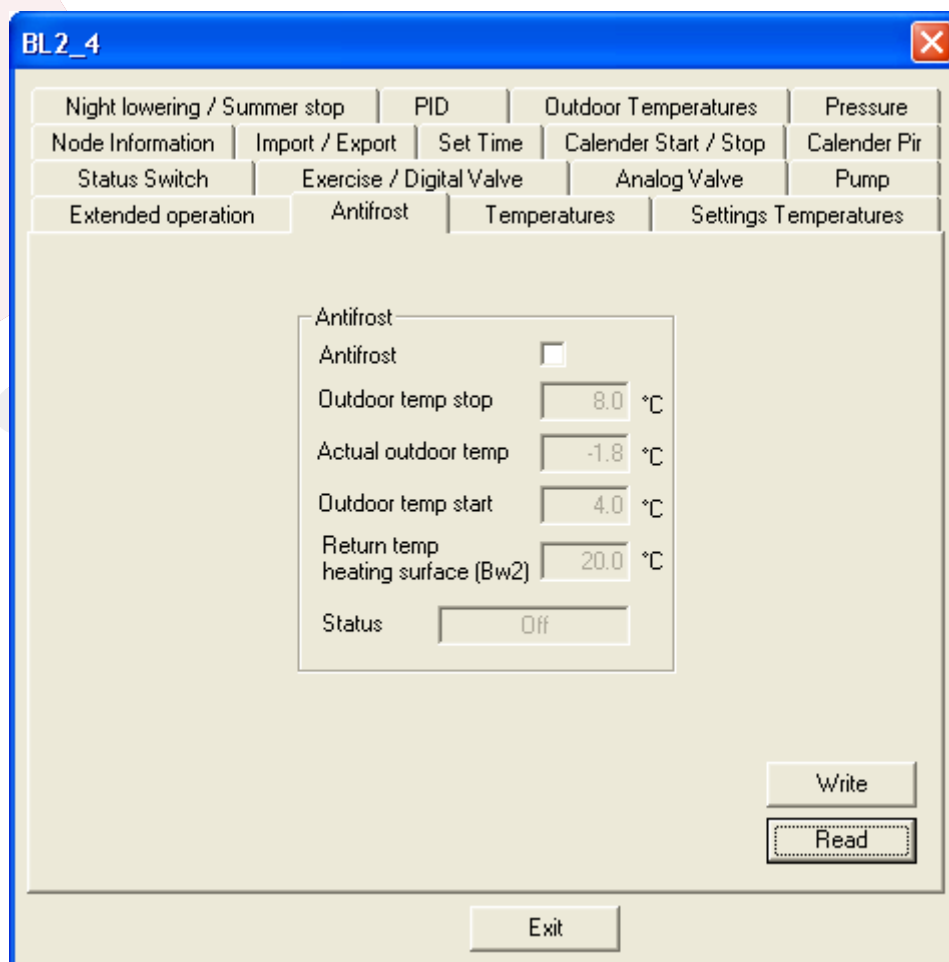 BL2_4
Night lowering / Summer stop PID Outdoor Temperatures Pressure
Node Information Import / Export Set Time Calender Start / Stop Calender Pir
Status Switch Exercise / Digital Valve Analog Valve Pump
Extended operation Antifrost Temperatures Settings Temperatures
Antifrost
Antifrost
Outdoor temp stop 8.0 °C
Actual outdoor temp -1.8 °C
Outdoor temp start 4.0 °C
Return temp
heating surface (Bw2) 20.0 °C
Status Off
Write
Read
Exit